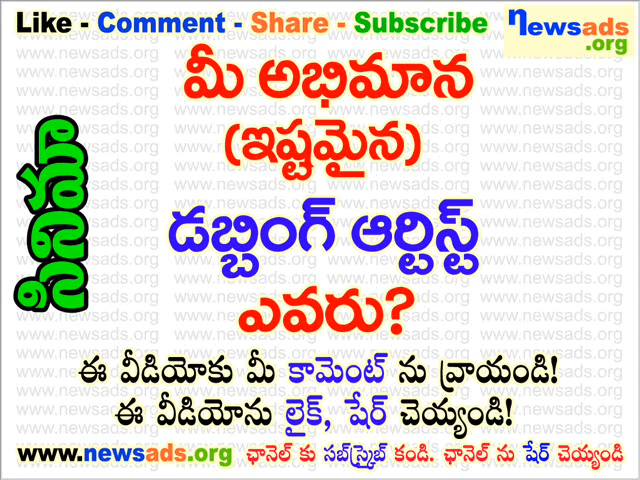 Like - Comment - Share - Subscribe
newsads
.org
మీ అభిమాన
(ఇష్టమైన)
సినిమా
డబ్బింగ్ ఆర్టిస్ట్
ఎవరు?
ఈ వీడియోకు మీ కామెంట్ ను వ్రాయండి!
ఈ వీడియోను లైక్, షేర్ చెయ్యండి!
www.newsads.org ఛానెల్ కు సబ్‌స్క్రైబ్ కండి. ఛానెల్ ను షేర్ చెయ్యండి